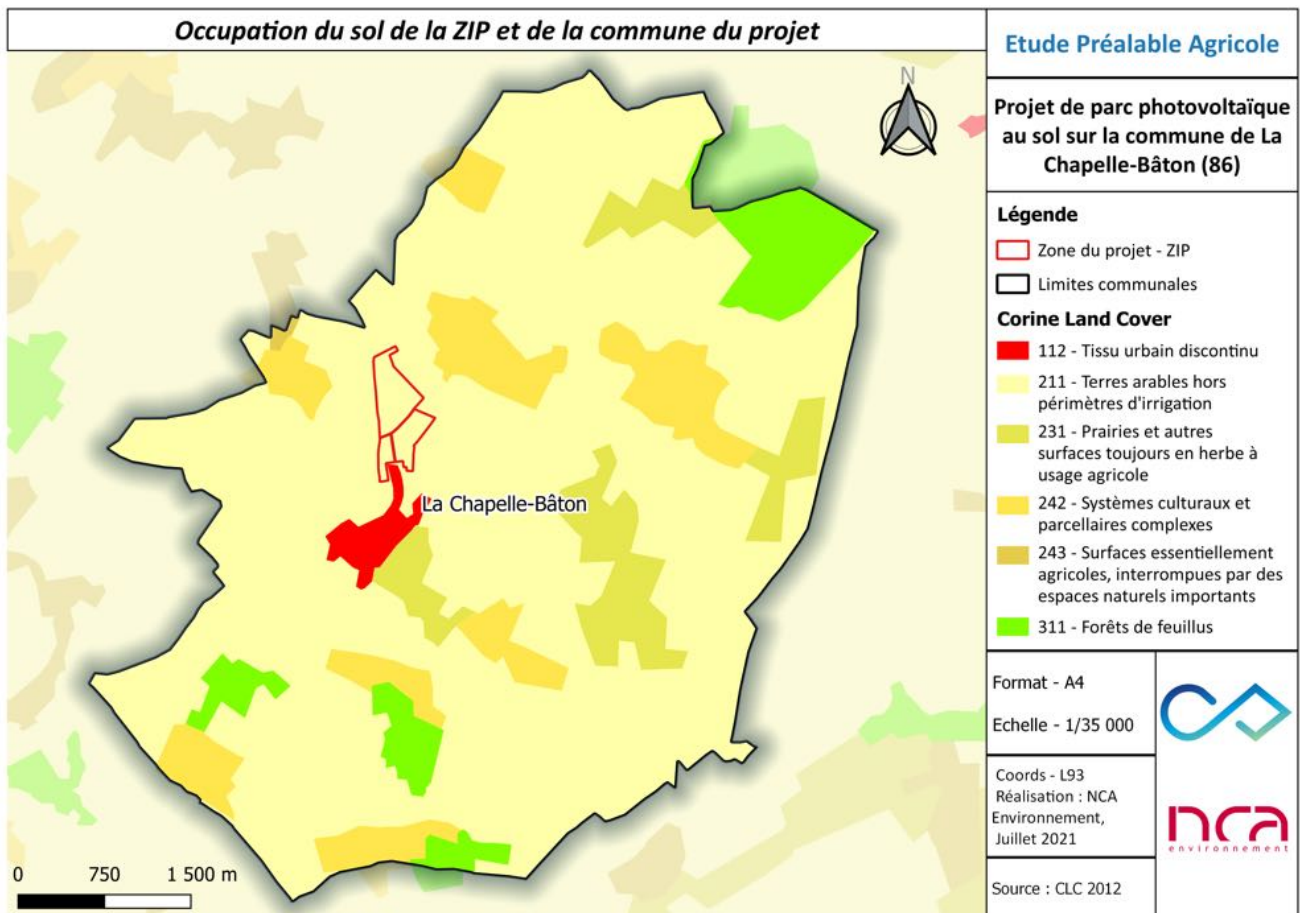 Occupation du sol de la ZIP et de la commune du projet
N
La Chapelle-Bâton
0 750 1 500 m
Etude Préalable Agricole
Projet de parc photovoltaïque
au sol sur la commune de La
Chapelle-Bâton (86)
Légende
Zone du projet - ZIP
Limites communales
Corine Land Cover
112 - Tissu urbain discontinu
211 - Terres arables hors
périmètres d'irrigation
231 - Prairies et autres
surfaces toujours en herbe à
usage agricole
242 - Systèmes culturaux et
parcellaires complexes
243 - Surfaces essentiellement
agricoles, interrompues par des
espaces naturels importants
311 - Forêts de feuillus
Format - A4
Echelle - 1/35 000
Coords - L93
Réalisation : NCA
Environnement,
Juillet 2021
Source : CLC 2012
nca
environnement